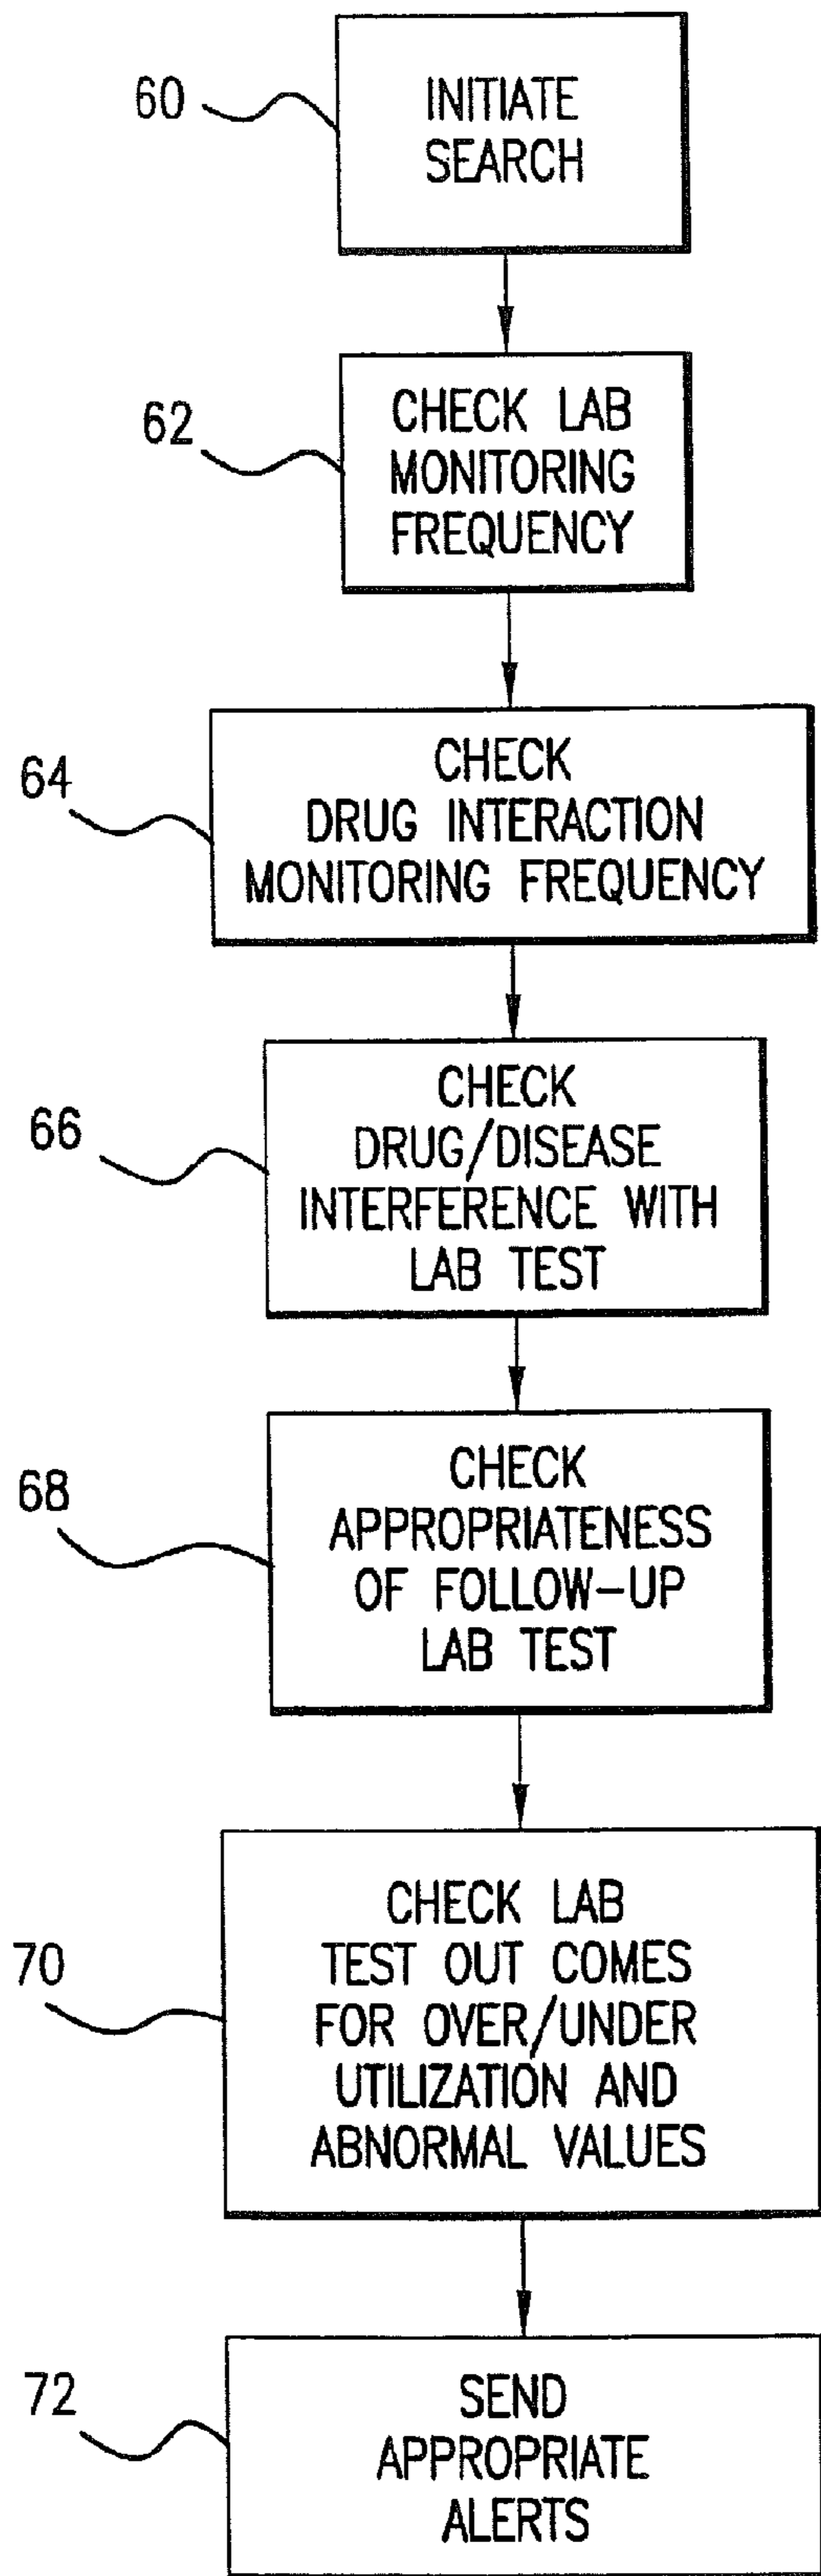 60
INITIATE
SEARCH
62
CHECK LAB
MONITORING
FREQUENCY
64
CHECK
DRUG INTERACTION
MONITORING FREQUENCY
66
CHECK
DRUG/DISEASE
INTERFERENCE WITH
LAB TEST
68
CHECK
APPROPRIATENESS
OF FOLLOW-UP
LAB TEST
70
CHECK LAB
TEST OUT COMES
FOR OVER/UNDER
UTILIZATION AND
ABNORMAL VALUES
72
SEND
APPROPRIATE
ALERTS